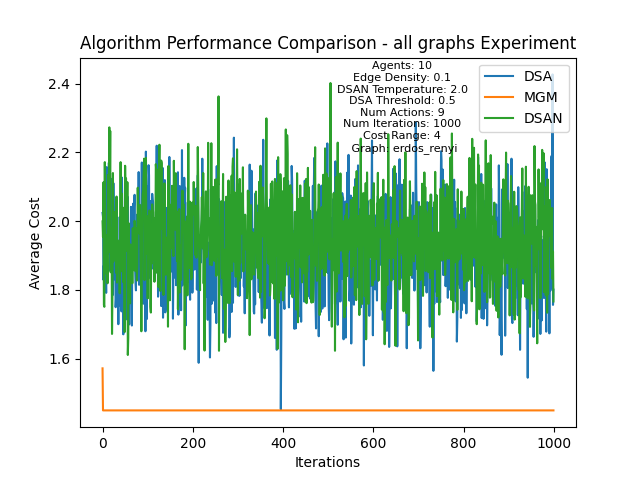 Algorithm Performance Comparison - all graphs Experiment
Agents: 10
Edge Density: 0.1
DSAN Temperature: 2.0
DSA Threshold: 0.5
Num Actions: 9
Num Iterations: 1000
Cost Range: 4
Graph: erdos_renyi
DSA
MGM
DSAN
2.4
2.2
2.0
1.8
1.6
Average Cost
0
200
400
600
800
1000
Iterations